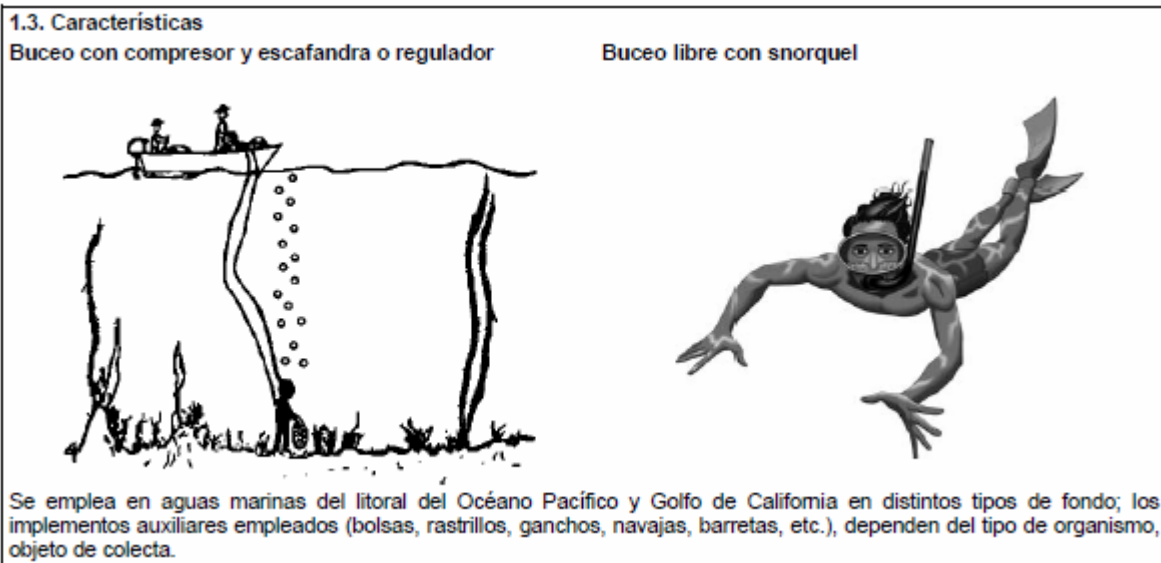 1.3. Características
Buceo con compresor y escafandra o regulador
Buceo libre con snorquel
Se emplea en aguas marinas del litoral del Océano Pacífico y Golfo de California en distintos tipos de fondo; los
implementos auxiliares empleados (bolsas, rastrillos, ganchos, navajas, barretas, etc.), dependen del tipo de organismo,
objeto de colecta.